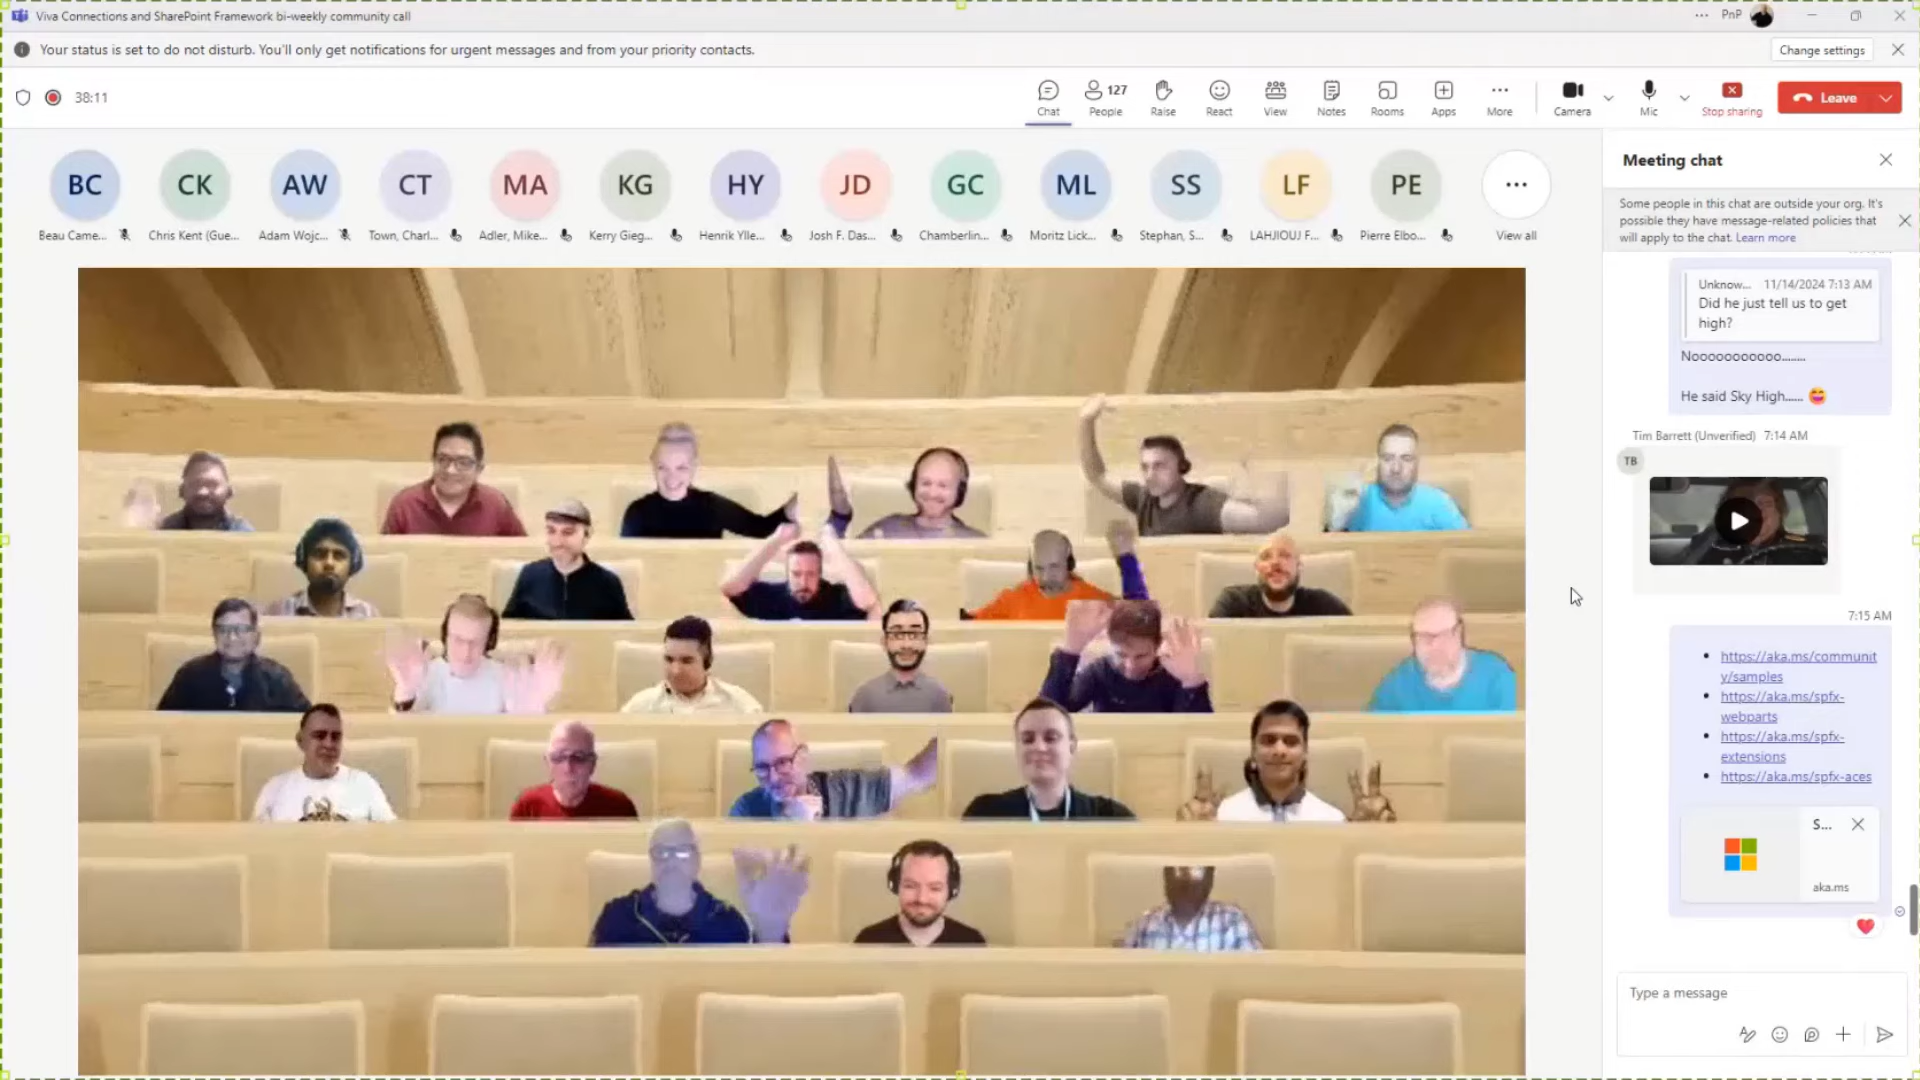 Viva Connections and SharePoint Framework bi-weekly community call
PnP
Your status is set to do not disturb. You'll only get notifications for urgent messages and from your priority contacts.
Change settings
38:11
127
Chat
People
Raise
React
View
Notes
Rooms
Apps
More
Camera
Mic
Stop sharing
Leave
BC
CK
AW
CT
MA
KG
HY
JD
GC
ML
SS
LF
PE
Beau Came...
Chris Kent (Gue...
Adam Wojc...
Town, Charl...
Adler, Mike...
Kerry Gieg...
Henrik Ylle...
Josh F. Das...
Chamberlin...
Moritz Lick...
Stephan, S...
LAHJIOUJ F...
Pierre Elbo...
View all
Meeting chat
Some people in this chat are outside your org. It's
possible they have message-related policies that
will apply to the chat. Learn more
Unknow... 11/14/2024 7:13 AM
Did he just tell us to get
high?
Nooooooooooo.......
He said Sky High......
Tim Barrett (Unverified) 7:14 AM
TB
7:15 AM
https://aka.ms/communit
y/samples
https://aka.ms/spfx-
webparts
https://aka.ms/spfx-
extensions
https://aka.ms/spfx-aces
S...
aka.ms
Type a message